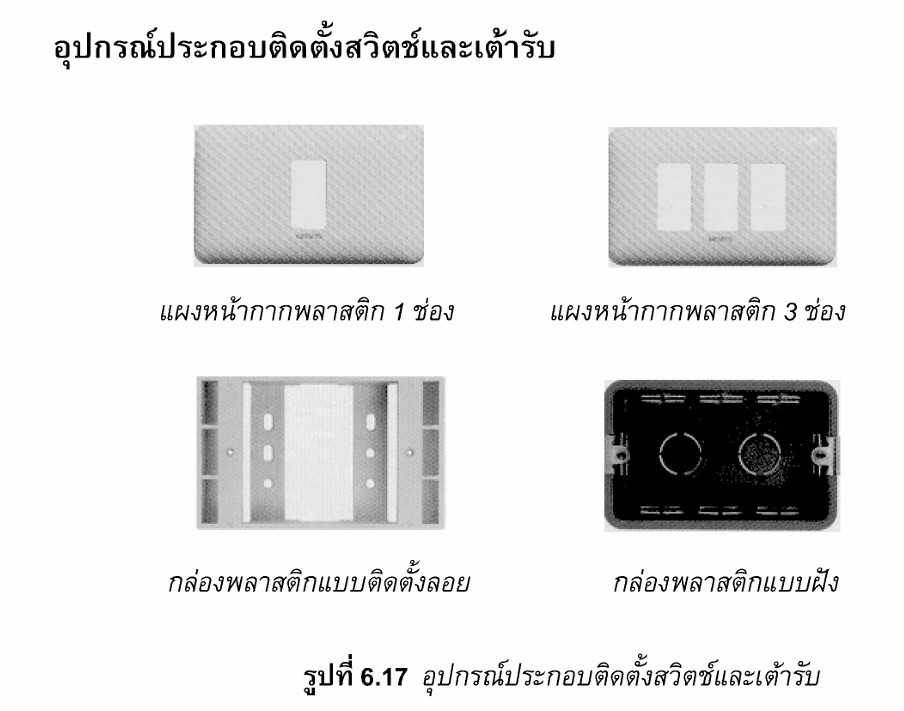 อุปกรณ์ประกอบติดตั้งสวิตช์และเต้ารับ
แผงหน้ากากพลาสติก 1 ช่อง
แผงหน้ากากพลาสติก 3 ช่อง
กล่องพลาสติกแบบติดตั้งลอย
กล่องพลาสติกแบบฝัง
รูปที่ 6.17 อุปกรณ์ประกอบติดตั้งสวิตช์และเต้ารับ